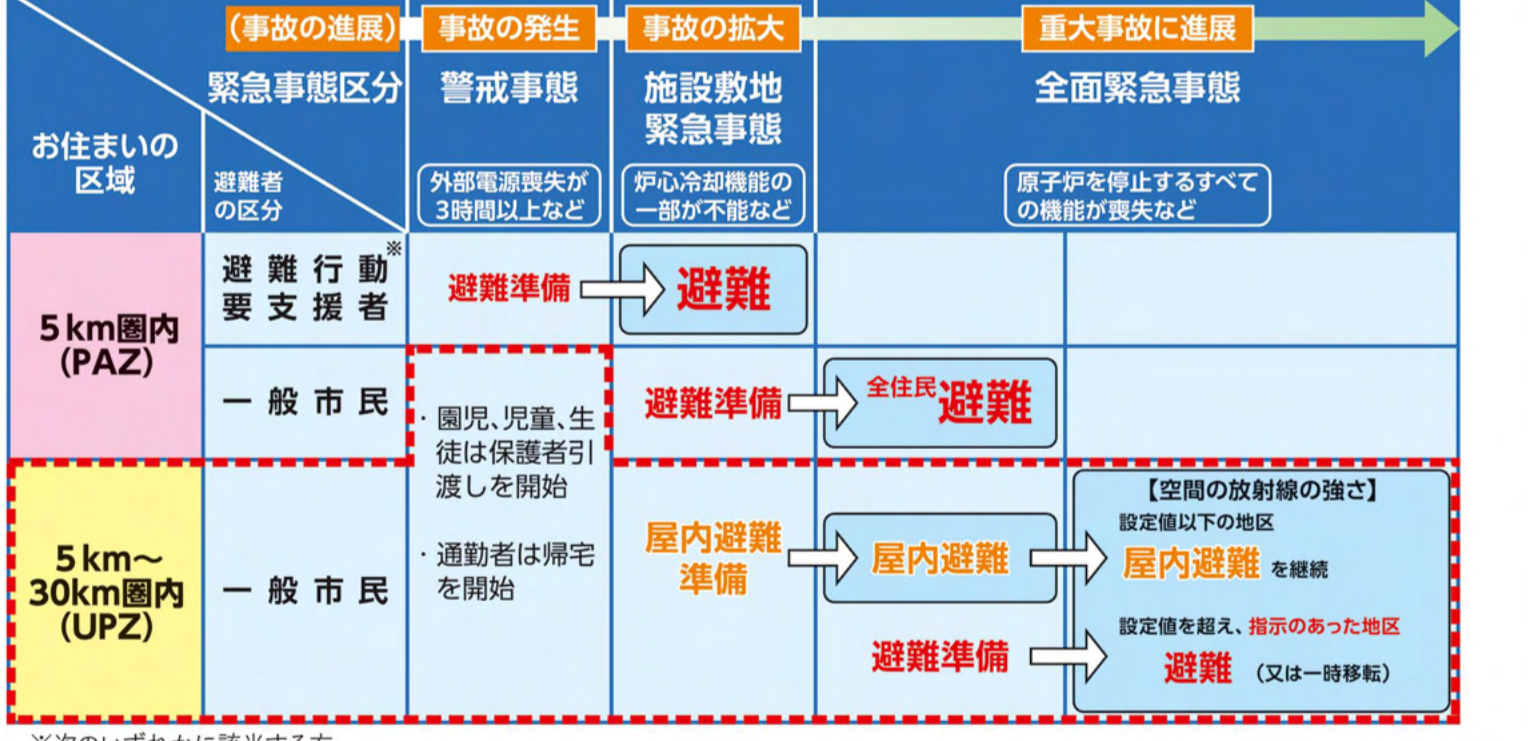 (事故の進展)
事故の発生
事故の拡大
重大事故に進展
緊急事態区分
警戒事態
施設敷地
緊急事態
全面緊急事態
お住まいの
区域
避難者
の区分
外部電源喪失が
3時間以上など
炉心冷却機能の
一部が不能など
原子炉を停止するすべて
の機能が喪失など
5km圏内
(PAZ)
避難行動※
要支援者
避難準備
避難
一般市民
・園児、児童、生
徒は保護者引
渡しを開始
・通勤者は帰宅
を開始
避難準備
全住民避難
5km〜
30km圏内
(UPZ)
一般市民
屋内避難
準備
屋内避難
避難準備
【空間の放射線の強さ】
設定値以下の地区
屋内避難 を継続
設定値を超え、指示のあった地区
避難 (又は一時移転)
※次のいずれかに該当する方